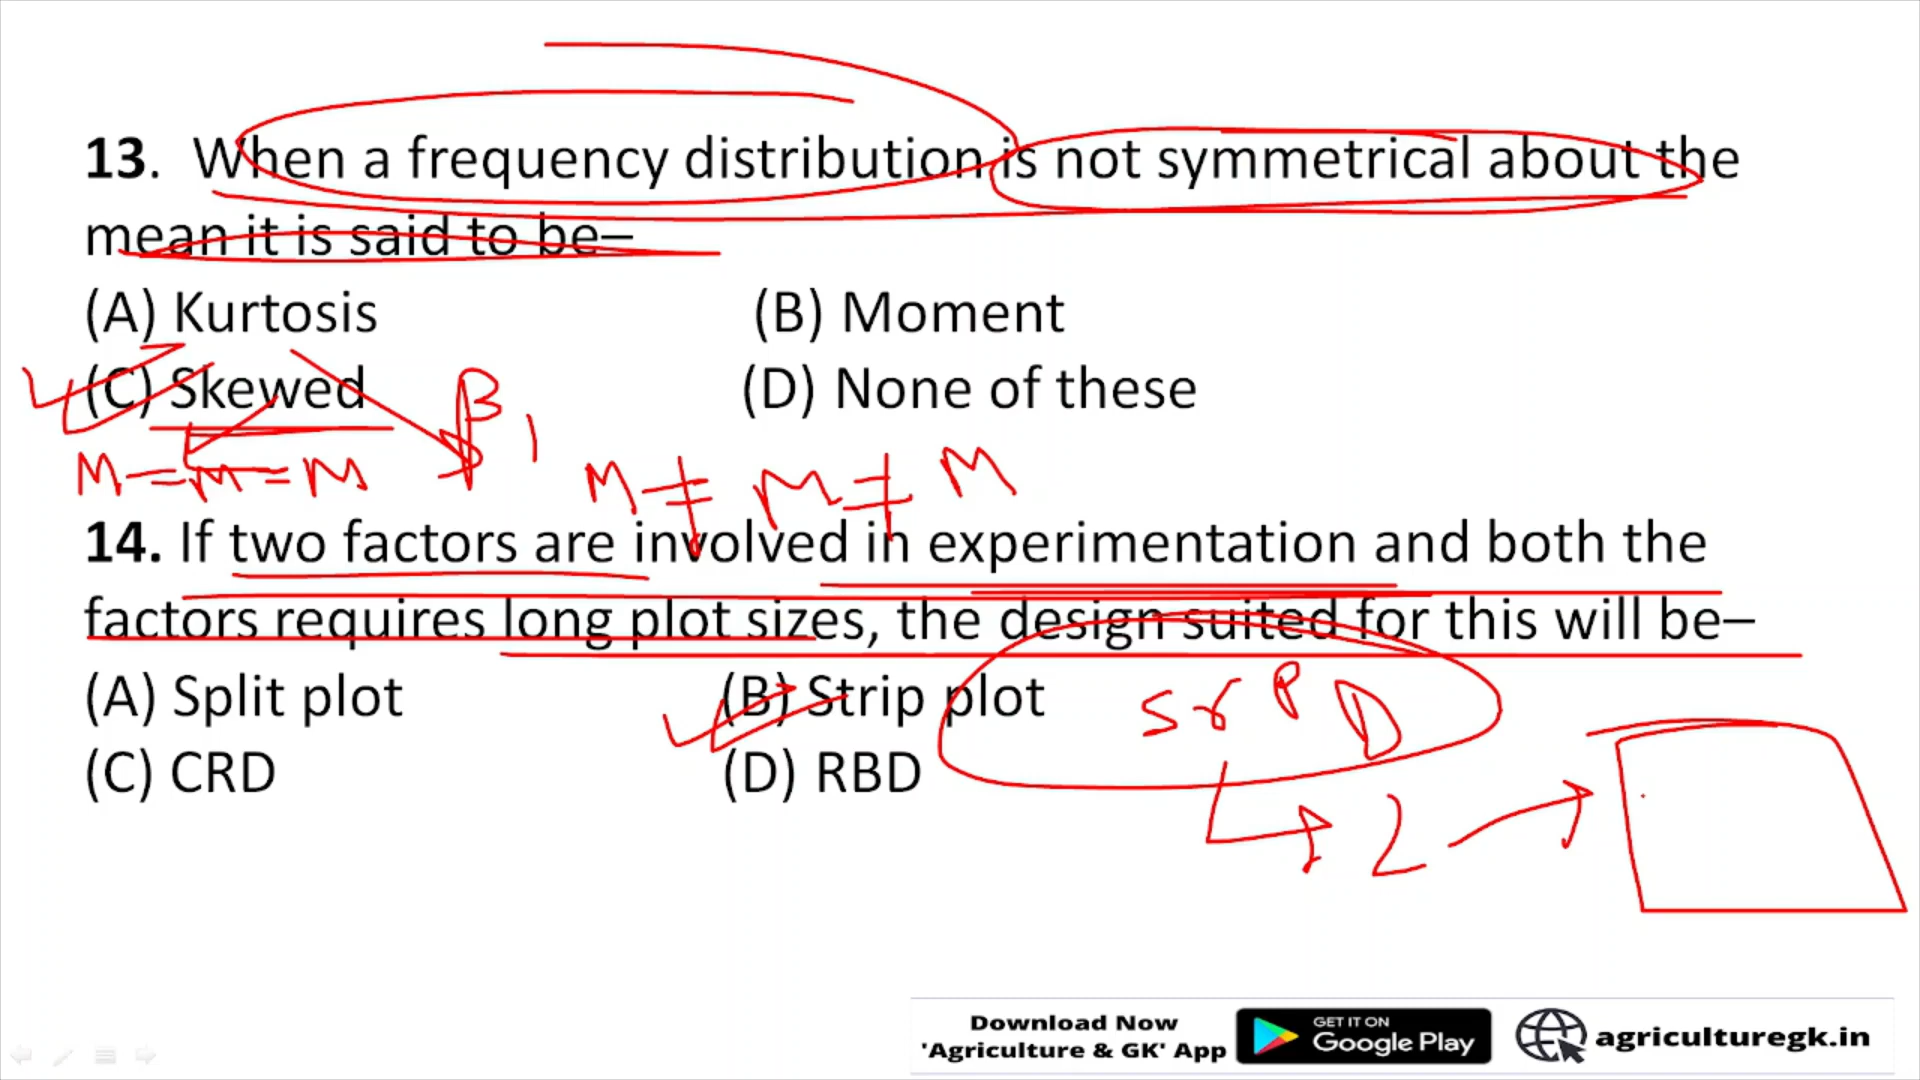 13. When a frequency distribution is not symmetrical about the
mean it is said to be–
(A) Kurtosis (B) Moment
(C) Skewed (D) None of these
β1
M = M = M M ≠ M ≠ M
14. If two factors are involved in experimentation and both the
factors requires long plot sizes, the design suited for this will be–
(A) Split plot (B) Strip plot
(C) CRD (D) RBD
2
Download Now
'Agriculture & GK' App
GET IT ON
Google Play
agriculturegk.in